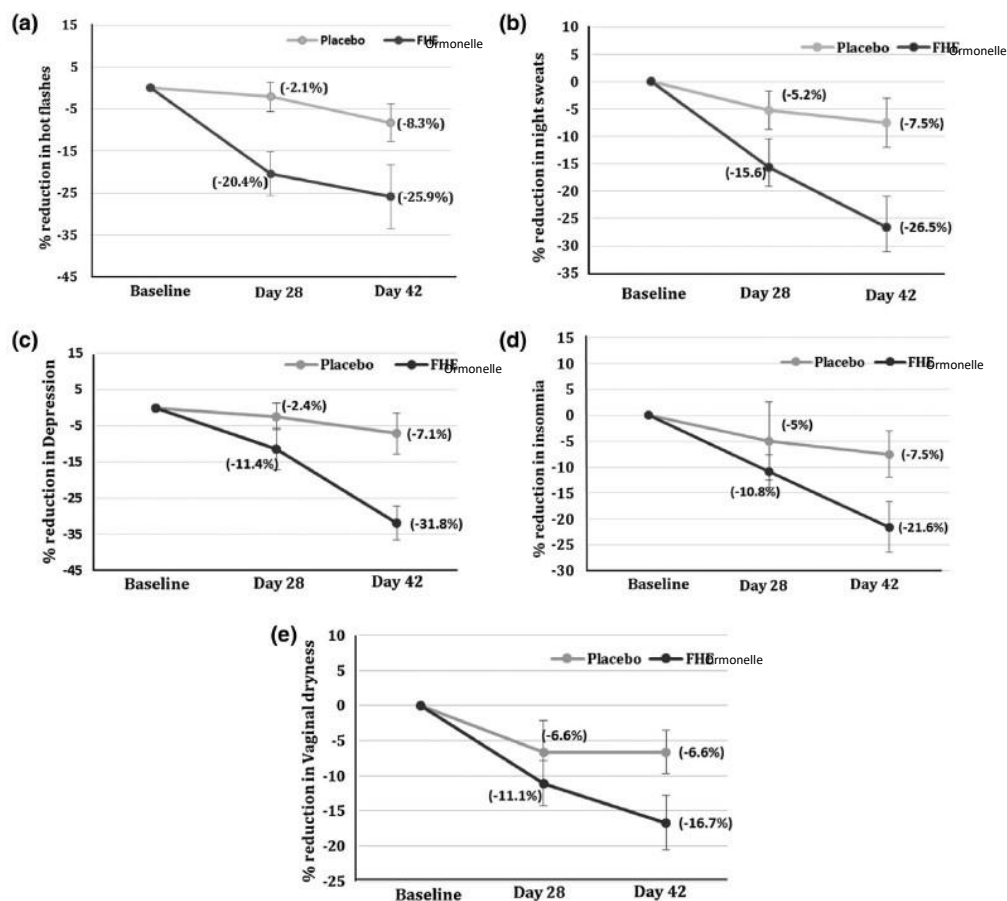 (a)
15
5
-5
-15
-25
-35
-45
% reduction in hot flashes
Placebo
FHE Ormonelle
(-2.1%)
(-8.3%)
(-20.4%)
(-25.9%)
Baseline
Day 28
Day 42
(b)
10
5
0
-5
-10
-15
-20
-25
-30
-35
% reduction in night sweats
Placebo
FHE Ormonelle
(-5.2%)
(-7.5%)
(-15.6)
(-26.5%)
Baseline
Day 28
Day 42
(c)
15
5
-5
-15
-25
-35
-45
% reduction in Depression
Placebo
FHE Ormonelle
(-2.4%)
(-7.1%)
(-11.4%)
(-31.8%)
Baseline
Day 28
Day 42
(d)
15
10
5
0
-5
-10
-15
-20
-25
-30
% reduction in insomnia
Placebo
FHE Ormonelle
(-5%)
(-7.5%)
(-10.8%)
(-21.6%)
Baseline
Day 28
Day 42
(e)
10
5
0
-5
-10
-15
-20
-25
% reduction in Vaginal dryness
Placebo
FHE Ormonelle
(-6.6%)
(-6.6%)
(-11.1%)
(-16.7%)
Baseline
Day 28
Day 42